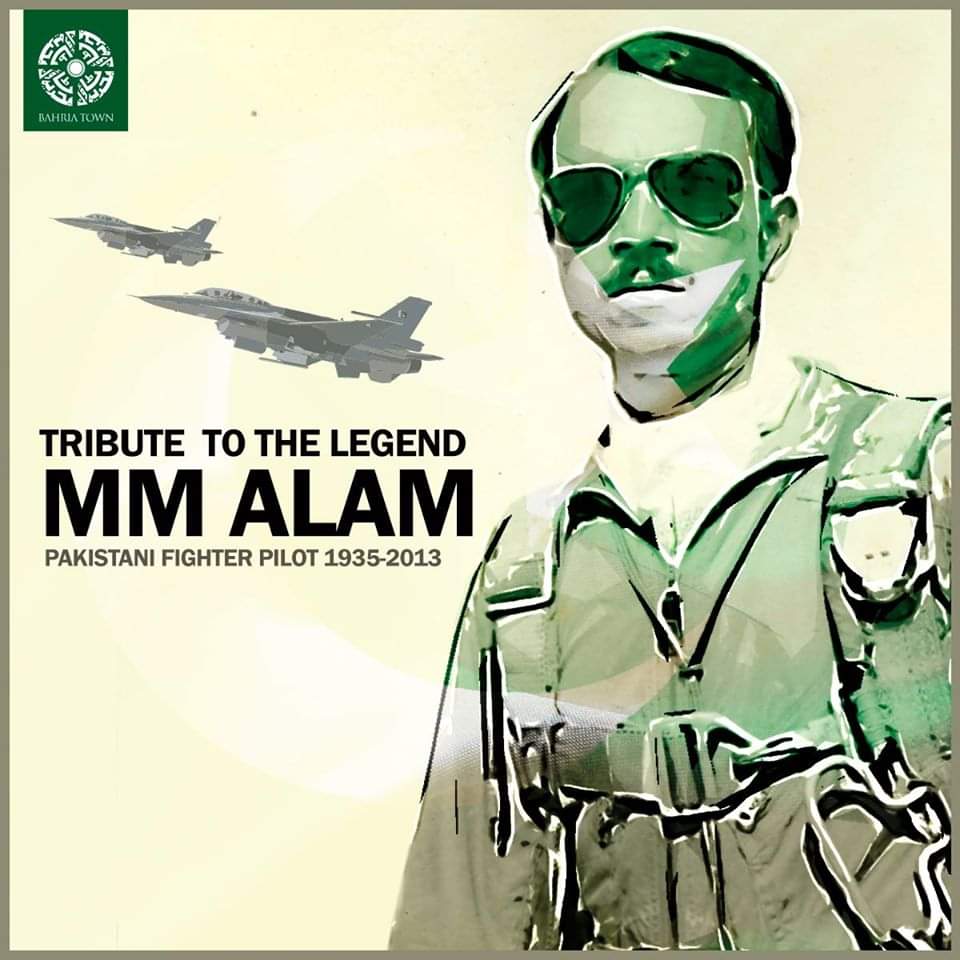 BAHRIA TOWN
TRIBUTE TO THE LEGEND
MM ALAM
PAKISTANI FIGHTER PILOT 1935-2013